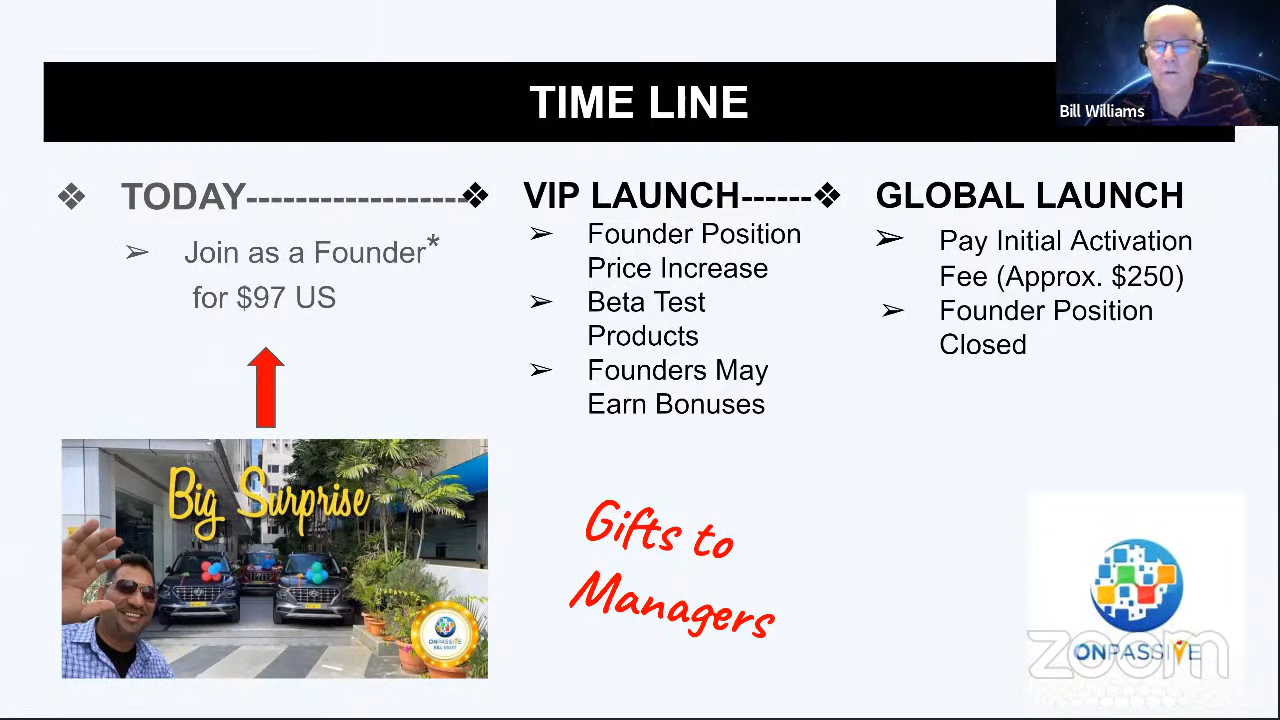 TIME LINE
Bill Williams
❖ TODAY------------------❖ VIP LAUNCH------❖ GLOBAL LAUNCH
➢ Join as a Founder*
for $97 US
➢ Founder Position
Price Increase
➢ Beta Test
Products
➢ Founders May
Earn Bonuses
➢ Pay Initial Activation
Fee (Approx. $250)
➢ Founder Position
Closed
Big Surprise
ONPASSIVE
BILL MUST
Gifts to
Managers
ONPASSIVE
zoom